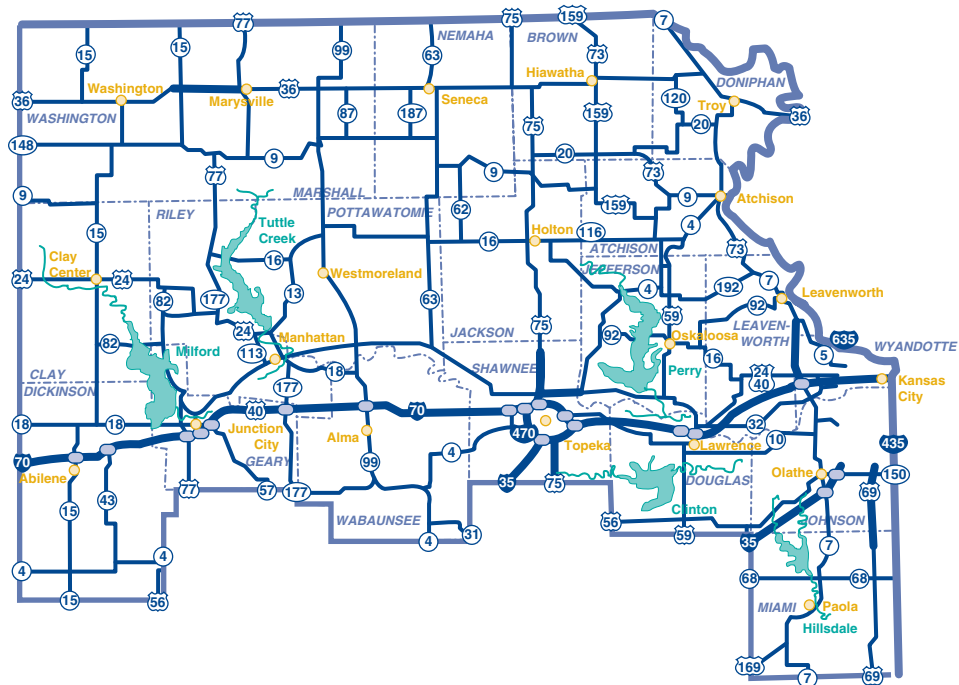 77
75
159
7
15
15
99
NEMAHA
BROWN
63
73
Hiawatha
DONIPHAN
Washington
36
Marysville
36
Seneca
120
Troy
WASHINGTON
87
187
159
36
75
20
148
9
20
77
9
73
MARSHALL
9
9
Atchison
RILEY
POTTAWATOMIE
62
159
Tuttle
Creek
4
15
16
Holton
116
ATCHISON
73
Clay
Center
16
Westmoreland
JEFFERSON
24
24
7
13
4
192
Leavenworth
82
177
63
92
59
75
24
92
Oskaloosa
LEAVEN-
WORTH
635
82
Milford
113
Manhattan
JACKSON
16
5
WYANDOTTE
18
SHAWNEE
Perry
24
CLAY
40
Kansas
City
DICKINSON
177
40
70
18
18
Junction
City
Alma
470
32
10
435
Topeka
Lawrence
70
4
GEARY
99
Abilene
Olathe
150
35
75
DOUGLAS
77
57
177
69
43
Clinton
15
WABAUNSEE
56
JOHNSON
31
59
35
4
7
4
4
68
68
15
56
MIAMI
Paola
Hillsdale
169
7
69